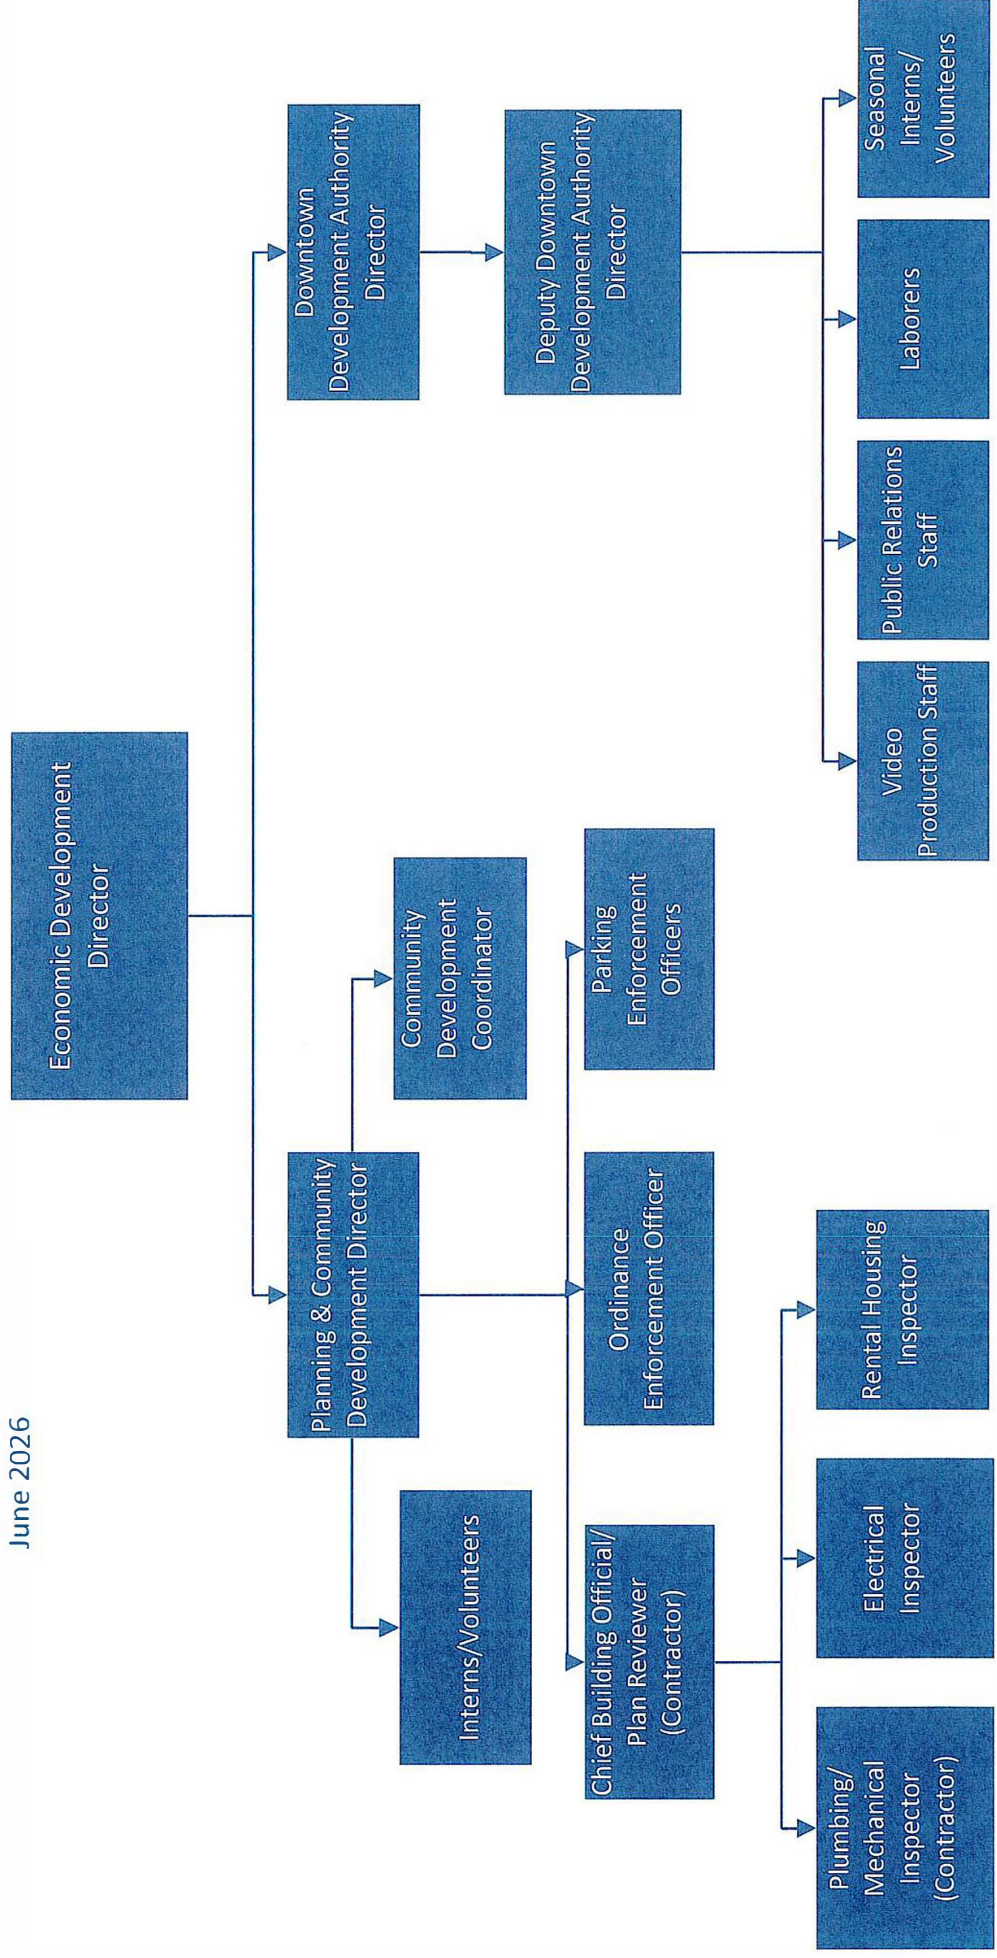 June 2026
Economic Development
Director
Planning & Community
Development Director
Downtown
Development Authority
Director
Interns/Volunteers
Community
Development
Coordinator
Deputy Downtown
Development Authority
Director
Chief Building Official/
Plan Reviewer
(Contractor)
Ordinance
Enforcement Officer
Parking
Enforcement
Officers
Plumbing/
Mechanical
Inspector
(Contractor)
Electrical
Inspector
Rental Housing
Inspector
Video
Production Staff
Public Relations
Staff
Laborers
Seasonal
Interns/
Volunteers